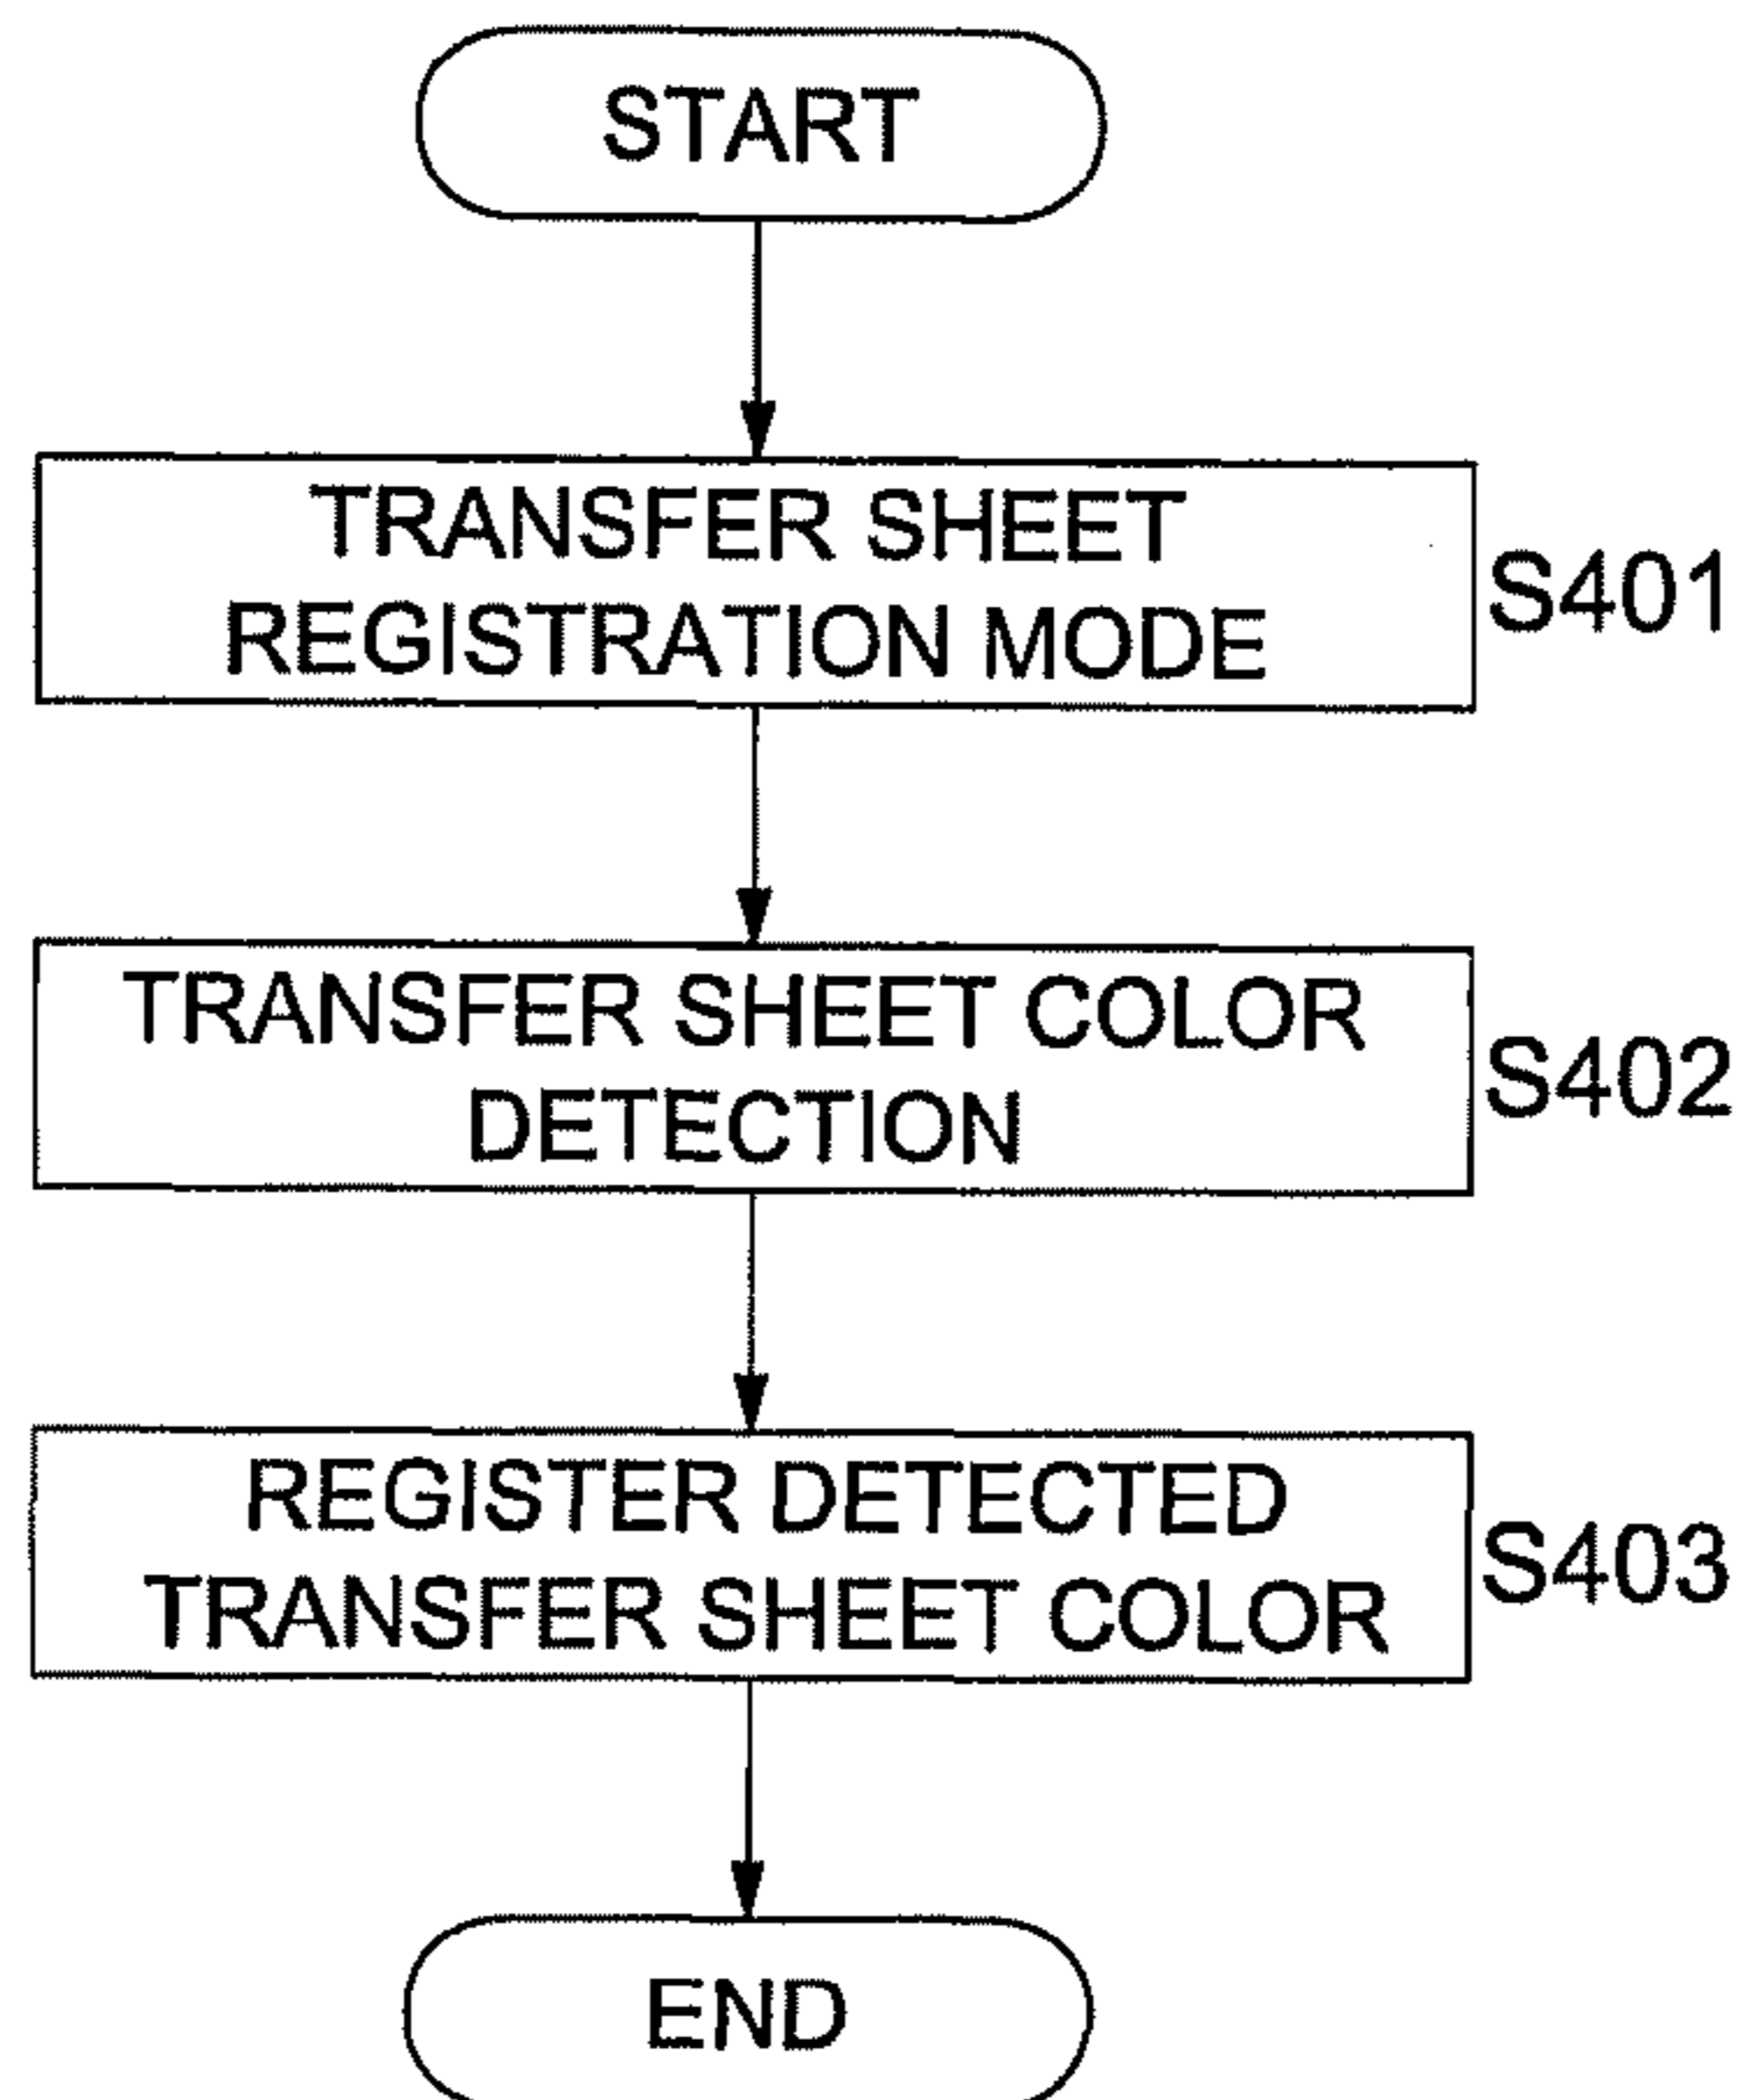 START
TRANSFER SHEET
REGISTRATION MODE
S401
TRANSFER SHEET COLOR
DETECTION
S402
REGISTER DETECTED
TRANSFER SHEET COLOR
S403
END